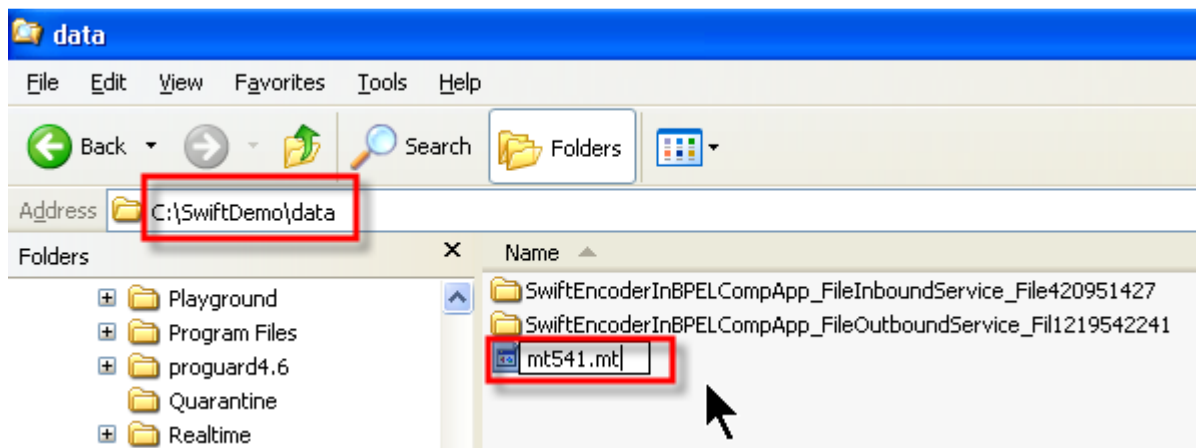 data
File Edit View Favorites Tools Help
Back Search Folders
Address C:\SwiftDemo\data
Folders X Name
Playground
Program Files
proguard4.6
Quarantine
Realtime
SwiftEncoderInBPELCompApp_FileInboundService_File420951427
SwiftEncoderInBPELCompApp_FileOutboundService_Fil1219542241
mt541.mt